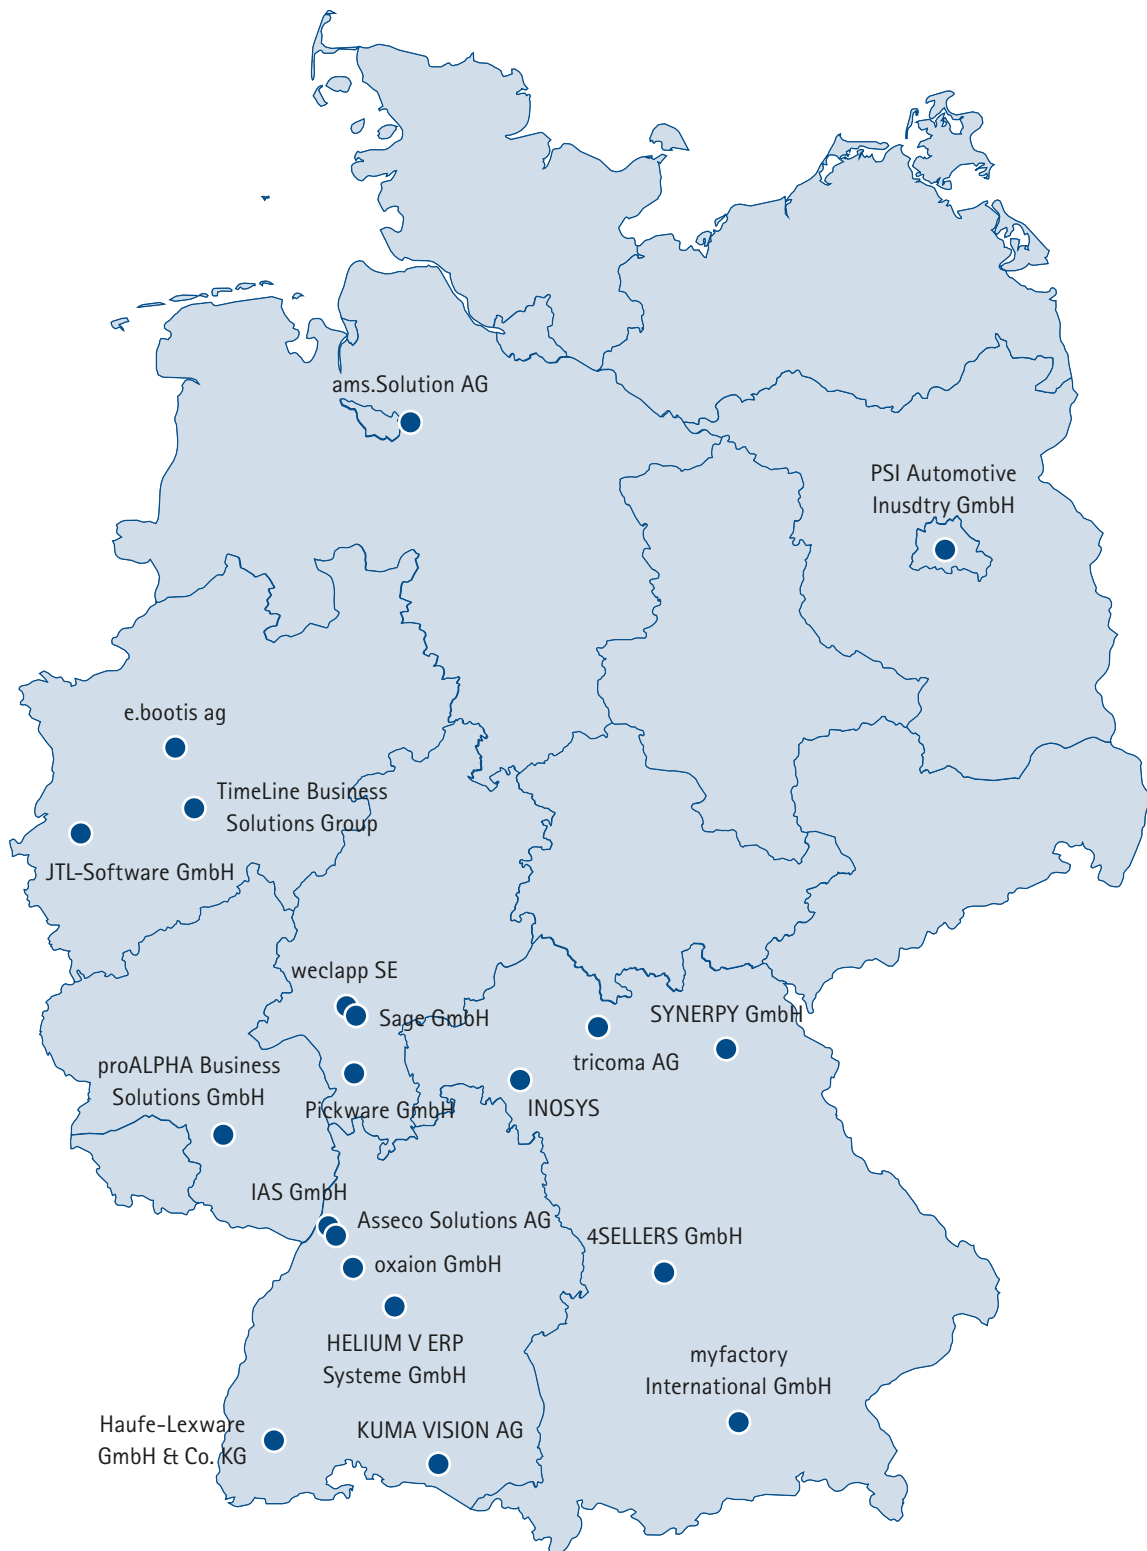 ams.Solution AG
PSI Automotive
Inusdtry GmbH
e.bootis ag
TimeLine Business
Solutions Group
JTL-Software GmbH
weclapp SE
Sage GmbH
SYNERPY GmbH
tricoma AG
proALPHA Business
Solutions GmbH
Pickware GmbH
INOSYS
IAS GmbH
Asseco Solutions AG
4SELLERS GmbH
oxaion GmbH
HELIUM V ERP
Systeme GmbH
myfactory
International GmbH
Haufe-Lexware
GmbH & Co. KG
KUMA VISION AG